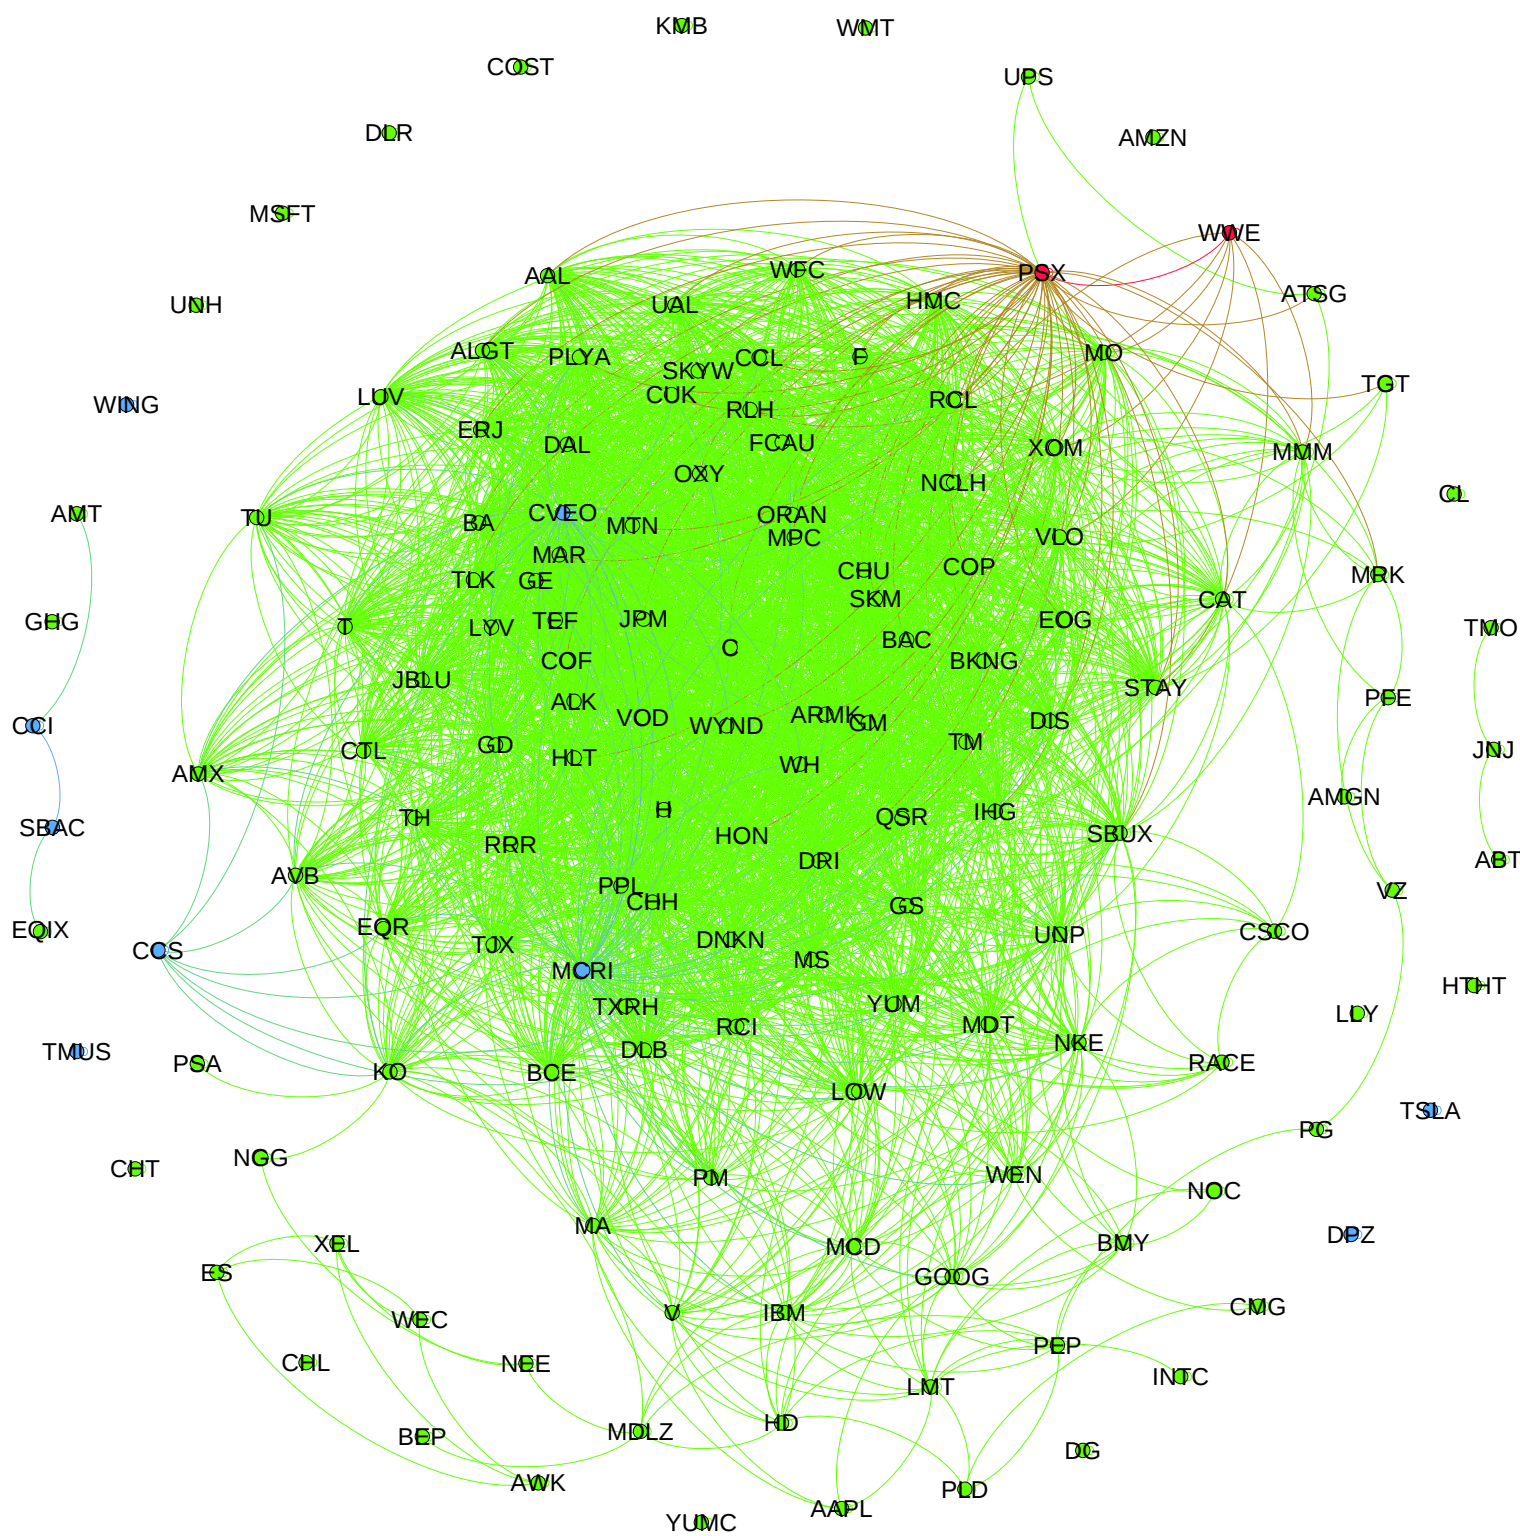 KMB
WMT
COST
UPS
DLR
AMZN
MSFT
WWE
AAL
WFC
PSX
UNH
UAL
HMC
ATSG
ALGT
PLYA
CCL
F
MO
SKYW
TGT
LUV
CUK
RCL
WING
RLH
ERJ
DAL
FCAU
XOM
MMM
OXY
NCLH
CL
AMT
TU
CVEO
BA
MTN
ORAN
MPC
VLO
MAR
CHU
COP
TLK
GE
SKM
MRK
CAT
GHG
T
LYV
TEF
JPM
EOG
TMO
C
BAC
COF
BKNG
JBLU
STAY
PFE
ALK
CCI
VOD
WYND
ARMK
GM
DIS
CTL
GD
HLT
TM
JNJ
AMX
WH
AMGN
TH
H
QSR
IHG
SBAC
RRR
HON
SBUX
DRI
ABT
AVB
PPL
VZ
CHH
GS
EQIX
EQR
TJX
DNKN
UNP
CSCO
CCS
MCRI
MS
HTHT
TXRH
RCI
YUM
MDT
LLY
TMUS
PSA
KO
BCE
DLB
LOW
NKE
RACE
TSLA
PG
CHT
NGG
PM
WEN
NOC
MA
DPZ
XEL
MCD
BMY
ES
GOOG
CMG
WEC
V
IBM
CHL
NEE
PEP
INTC
LMT
BEP
MDLZ
HD
DG
AWK
PLD
AAPL
YUMC